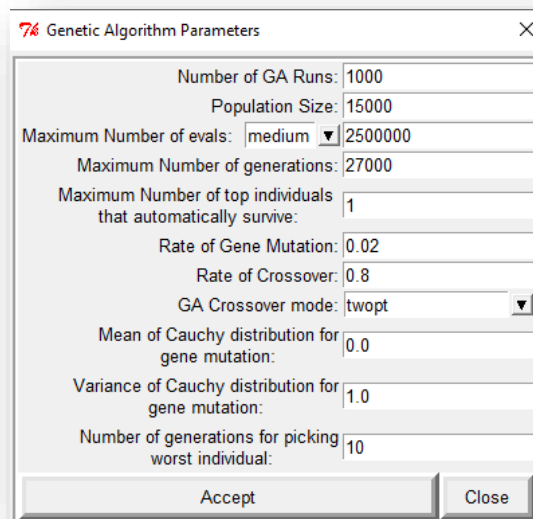 Genetic Algorithm Parameters
Number of GA Runs: 1000
Population Size: 15000
Maximum Number of evals: medium 2500000
Maximum Number of generations: 27000
Maximum Number of top individuals
that automatically survive: 1
Rate of Gene Mutation: 0.02
Rate of Crossover: 0.8
GA Crossover mode: twopt
Mean of Cauchy distribution for
gene mutation: 0.0
Variance of Cauchy distribution for
gene mutation: 1.0
Number of generations for picking
worst individual: 10
Accept Close